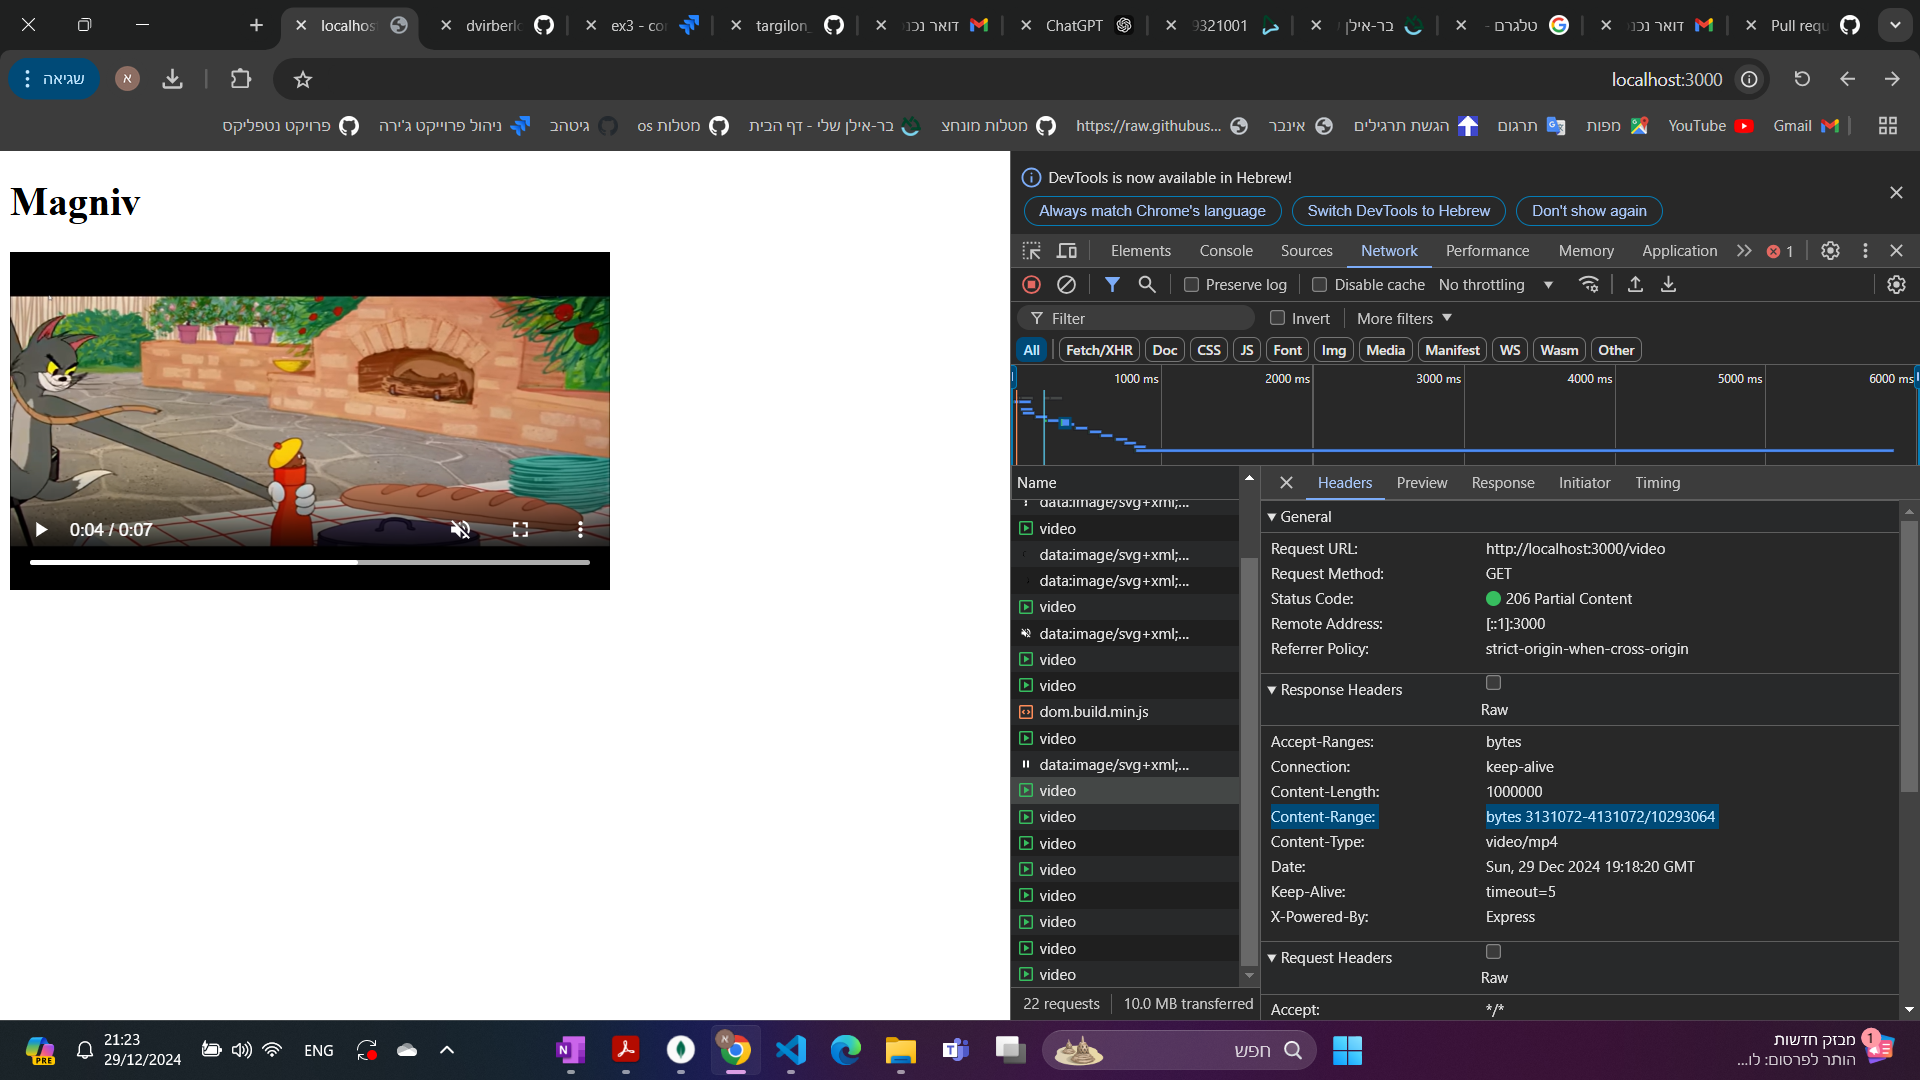 localhost
dvirberlo
ex3 - co
targilon_
דואר נכנס
ChatGPT
9321001
בר-אילן
טלגרם -
דואר נכנס
Pull requ
שגיאה
א
localhost:3000
פרויקט נטפליקס
ניהול פרוייקט ג'ירה
גיטהב
מטלות os
בר-אילן שלי - דף הבית
מטלות מונחצ
https://raw.githubus...
אינבר
הגשת תרגילים
תרגום
מפות
YouTube
Gmail
Magniv
0:04 / 0:07
DevTools is now available in Hebrew!
Always match Chrome's language
Switch DevTools to Hebrew
Don't show again
Elements Console Sources Network Performance Memory Application 1
Preserve log Disable cache No throttling
Filter Invert More filters
All Fetch/XHR Doc CSS JS Font Img Media Manifest WS Wasm Other
1000 ms 2000 ms 3000 ms 4000 ms 5000 ms 6000 ms
Name
data:image/svg+xml;...
video
data:image/svg+xml;...
data:image/svg+xml;...
video
data:image/svg+xml;...
video
video
dom.build.min.js
video
data:image/svg+xml;...
video
video
video
video
video
video
video
video
22 requests 10.0 MB transferred
Headers Preview Response Initiator Timing
General
Request URL: http://localhost:3000/video
Request Method: GET
Status Code: 206 Partial Content
Remote Address: [::1]:3000
Referrer Policy: strict-origin-when-cross-origin
Response Headers
Raw
Accept-Ranges: bytes
Connection: keep-alive
Content-Length: 1000000
Content-Range: bytes 3131072-4131072/10293064
Content-Type: video/mp4
Date: Sun, 29 Dec 2024 19:18:20 GMT
Keep-Alive: timeout=5
X-Powered-By: Express
Request Headers
Raw
Accept: */*
PRE
21:23
29/12/2024
ENG
א
חפש
1
מבזק חדשות
הותר לפרסום: לו...